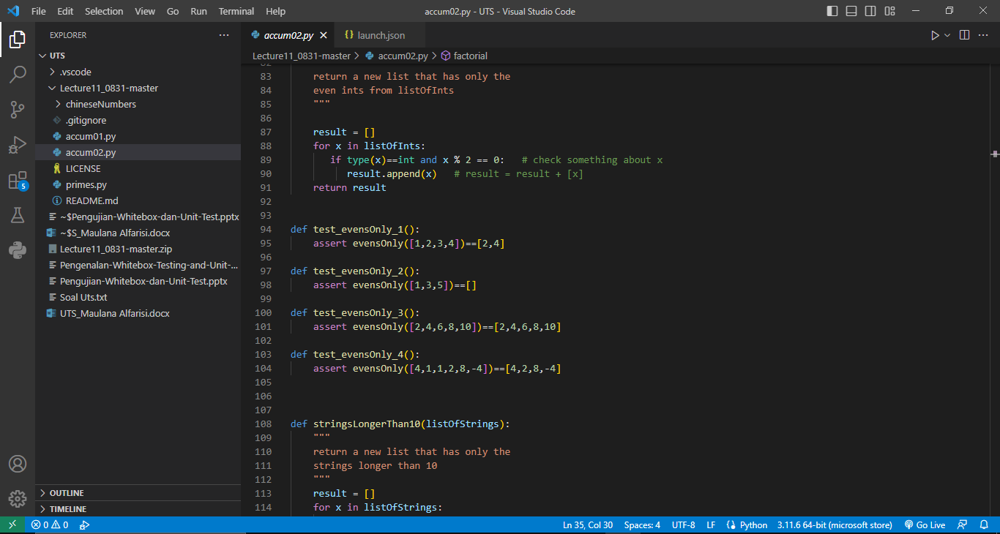 File Edit Selection View Go Run Terminal Help accum02.py - UTS - Visual Studio Code
EXPLORER
UTS
.vscode
Lecture11_0831-master
chineseNumbers
.gitignore
accum01.py
accum02.py
LICENSE
primes.py
README.md
~$Pengujian-Whitebox-dan-Unit-Test.pptx
~$S_Maulana Alfarisi.docx
Lecture11_0831-master.zip
Pengenalan-Whitebox-Testing-and-Unit-...
Pengujian-Whitebox-dan-Unit-Test.pptx
Soal Uts.txt
UTS_Maulana Alfarisi.docx
OUTLINE
TIMELINE
5
accum02.py launch.json
Lecture11_0831-master > accum02.py > factorial
82
83 return a new list that has only the
84 even ints from listOfInts
85 """
86
87 result = []
88 for x in listOfInts:
89 if type(x)==int and x % 2 == 0: # check something about x
90 result.append(x) # result = result + [x]
91 return result
92
93
94 def test_evensOnly_1():
95 assert evensOnly([1,2,3,4])==[2,4]
96
97 def test_evensOnly_2():
98 assert evensOnly([1,3,5])==[]
99
100 def test_evensOnly_3():
101 assert evensOnly([2,4,6,8,10])==[2,4,6,8,10]
102
103 def test_evensOnly_4():
104 assert evensOnly([4,1,1,2,8,-4])==[4,2,8,-4]
105
106
107
108 def stringsLongerThan10(listOfStrings):
109 """
110 return a new list that has only the
111 strings longer than 10
112 """
113 result = []
114 for x in listOfStrings:
0 0 Ln 35, Col 30 Spaces: 4 UTF-8 LF Python 3.11.6 64-bit (microsoft store) Go Live